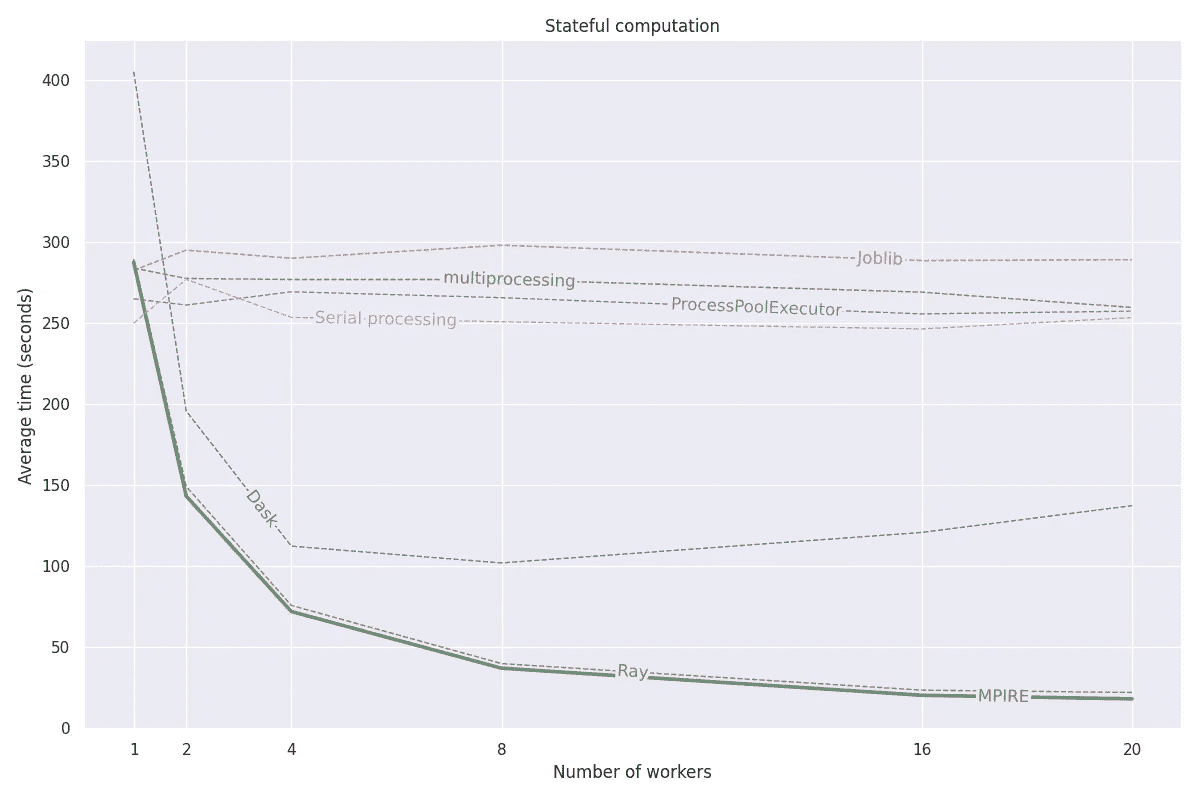 Stateful computation
400
350
300
250
200
150
100
50
0
Average time (seconds)
Joblib
multiprocessing
ProcessPoolExecutor
Serial processing
Dask
Ray
MPIRE
1 2 4 8 16 20
Number of workers